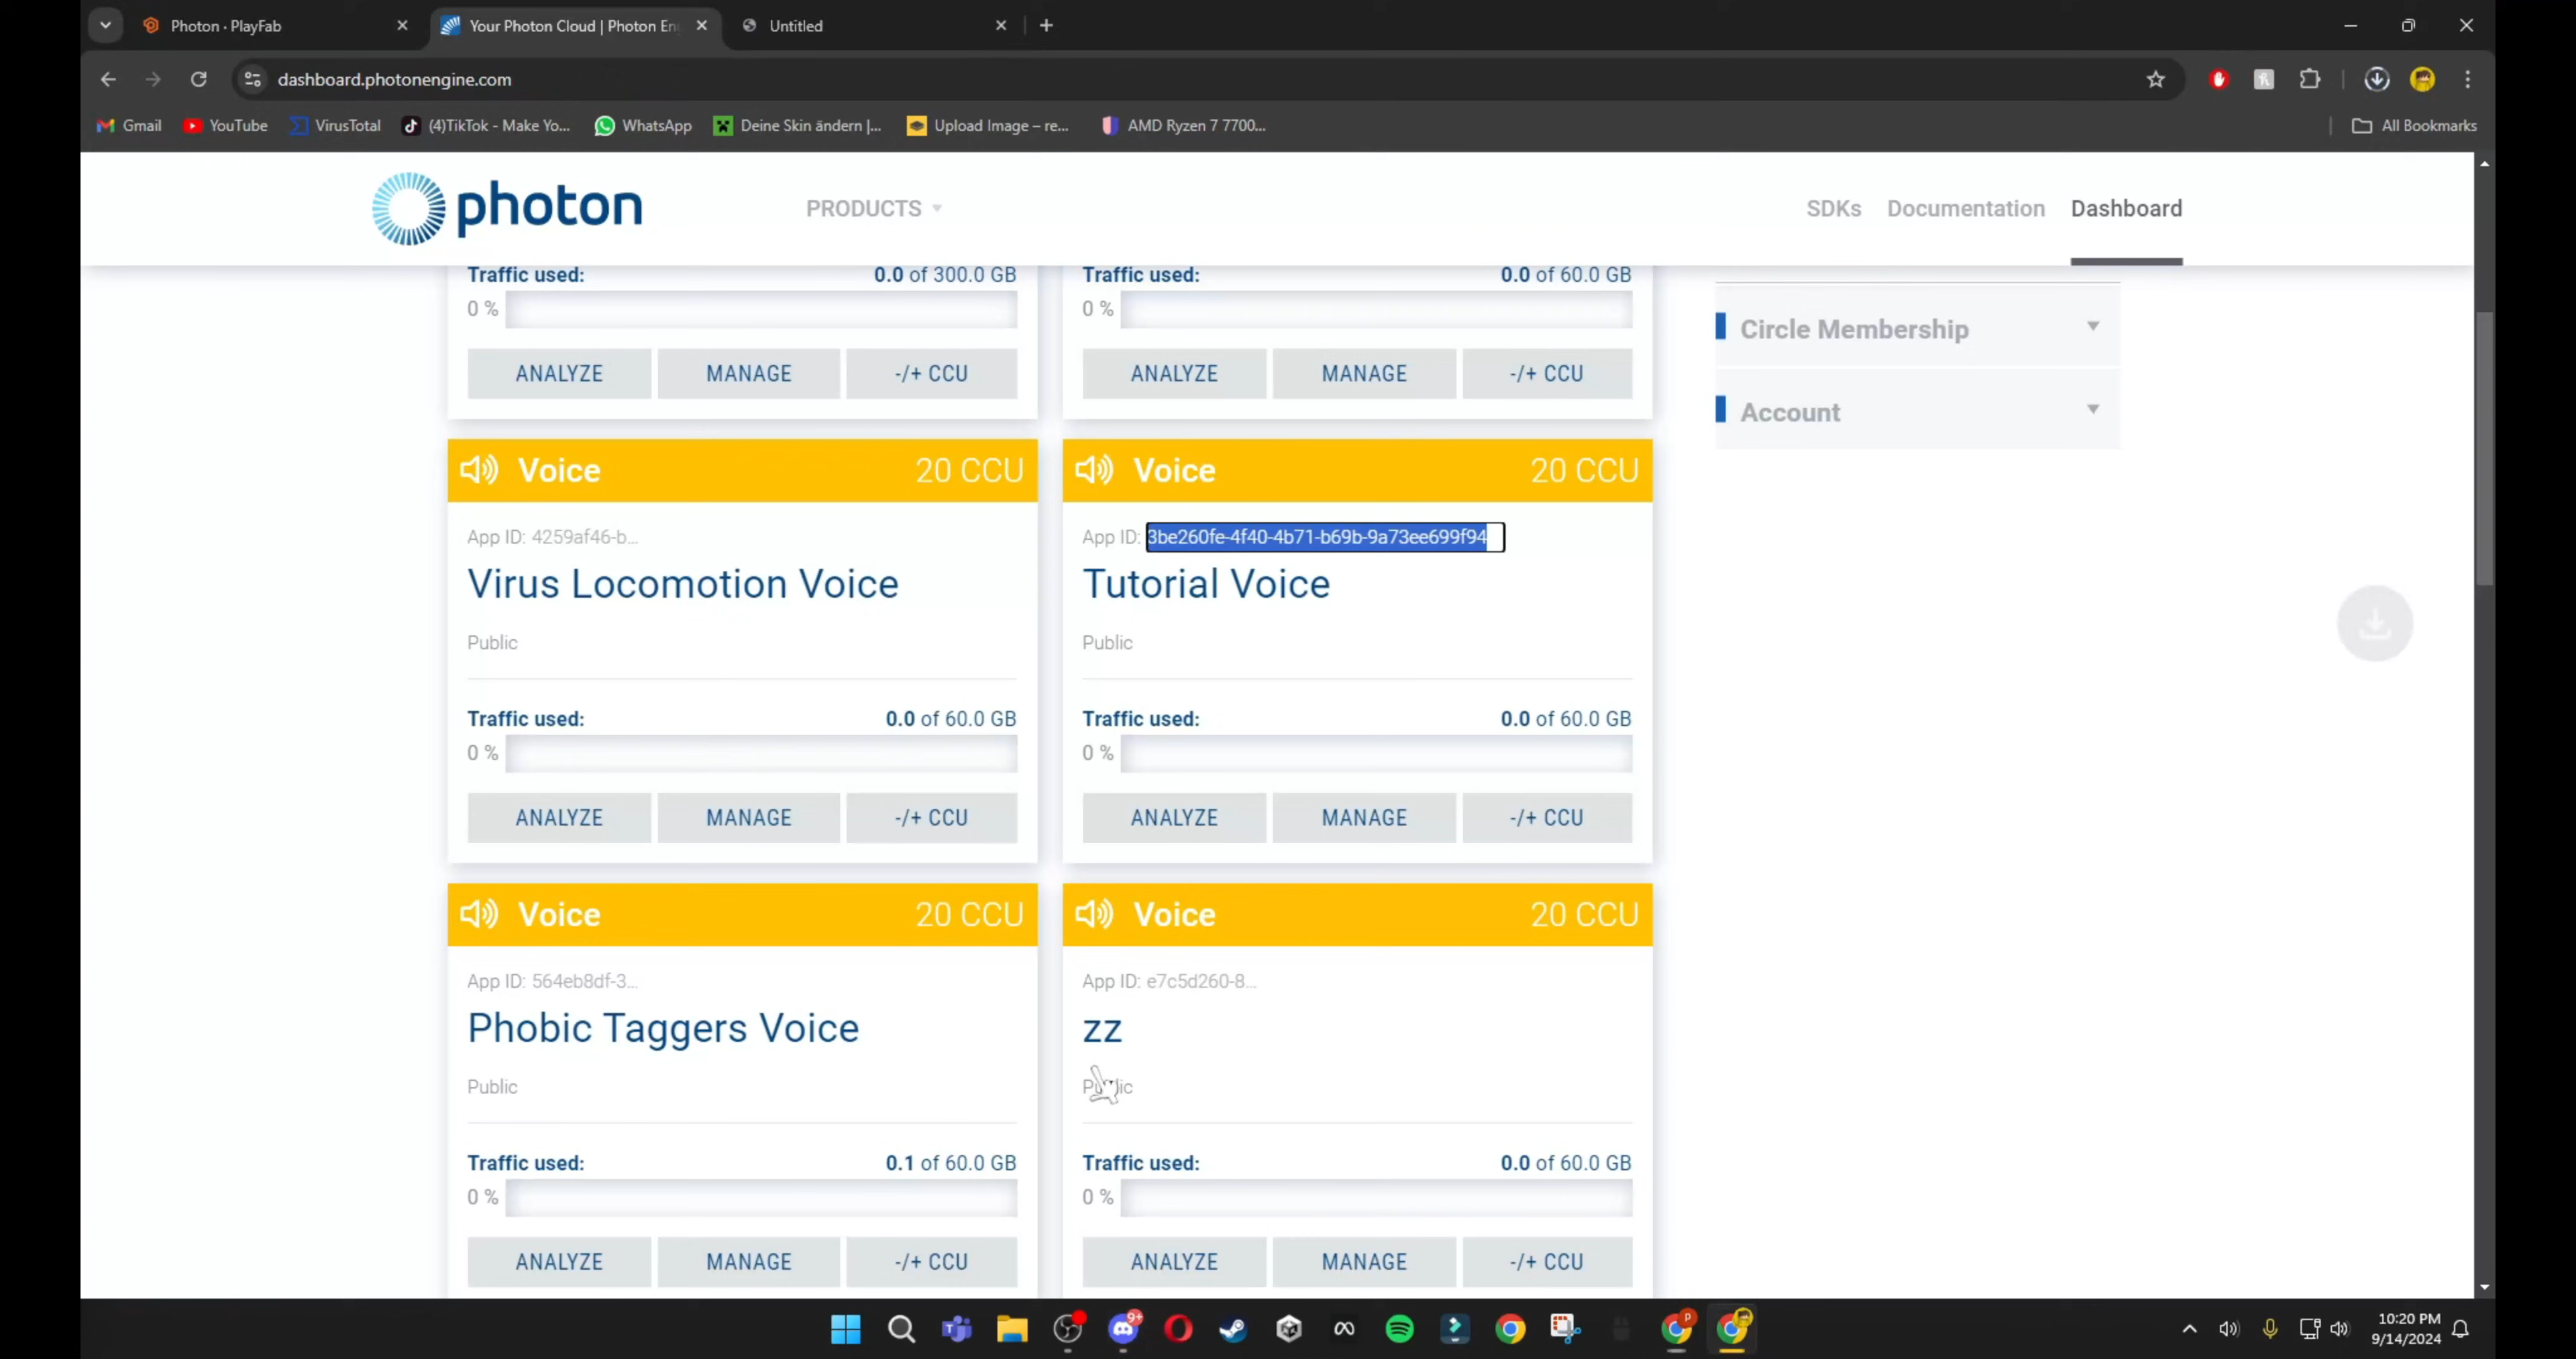 Photon · PlayFab
Your Photon Cloud | Photon En
Untitled
dashboard.photonengine.com
Gmail
YouTube
VirusTotal
(4)TikTok - Make Yo...
WhatsApp
Deine Skin ändern |...
Upload Image – re...
AMD Ryzen 7 7700...
All Bookmarks
photon
PRODUCTS
SDKs
Documentation
Dashboard
Traffic used:
0.0 of 300.0 GB
0 %
ANALYZE
MANAGE
-/+ CCU
Traffic used:
0.0 of 60.0 GB
0 %
ANALYZE
MANAGE
-/+ CCU
Circle Membership
Account
Voice
20 CCU
App ID: 4259af46-b...
Virus Locomotion Voice
Public
Traffic used:
0.0 of 60.0 GB
0 %
ANALYZE
MANAGE
-/+ CCU
Voice
20 CCU
App ID: 3be260fe-4f40-4b71-b69b-9a73ee699f94
Tutorial Voice
Public
Traffic used:
0.0 of 60.0 GB
0 %
ANALYZE
MANAGE
-/+ CCU
Voice
20 CCU
App ID: 564eb8df-3...
Phobic Taggers Voice
Public
Traffic used:
0.1 of 60.0 GB
0 %
ANALYZE
MANAGE
-/+ CCU
Voice
20 CCU
App ID: e7c5d260-8...
zz
Public
Traffic used:
0.0 of 60.0 GB
0 %
ANALYZE
MANAGE
-/+ CCU
9+
P
10:20 PM
9/14/2024